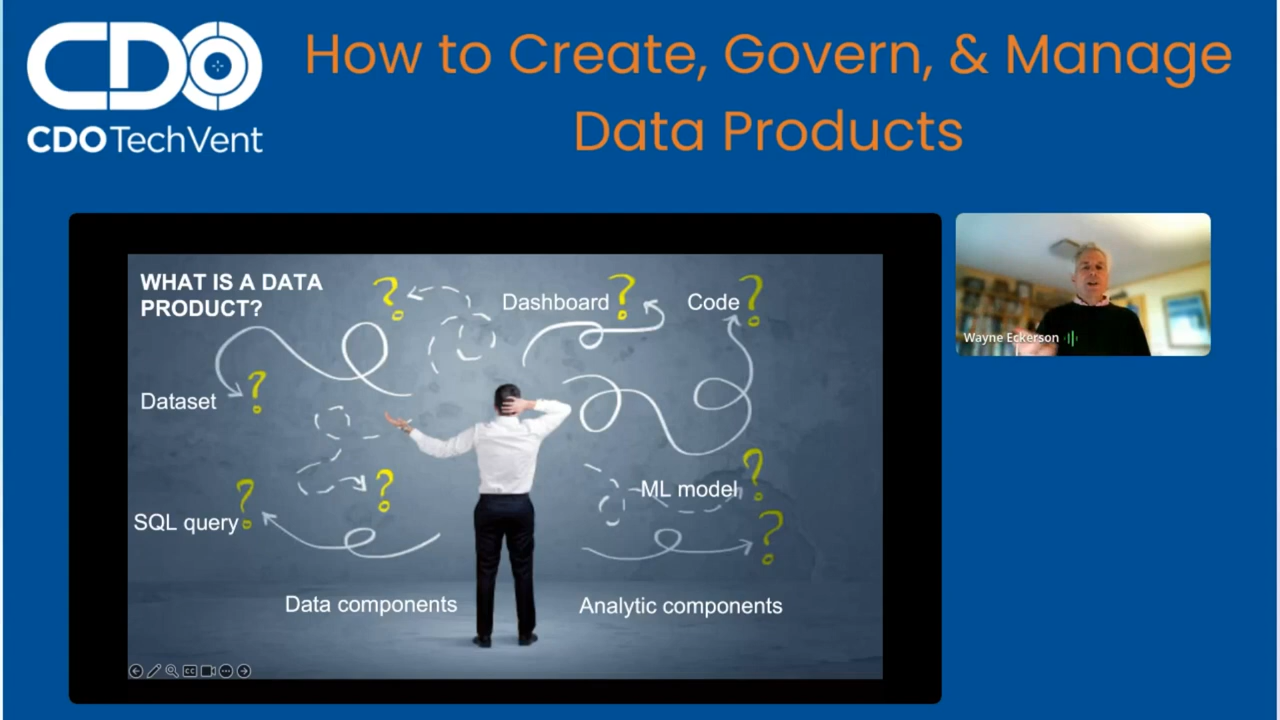 CDO
CDO TechVent
How to Create, Govern, & Manage
Data Products
WHAT IS A DATA
PRODUCT?
?
Dashboard?
Code?
Dataset ?
?
ML model?
SQL query?
?
Data components
Analytic components
CC
Wayne Eckerson